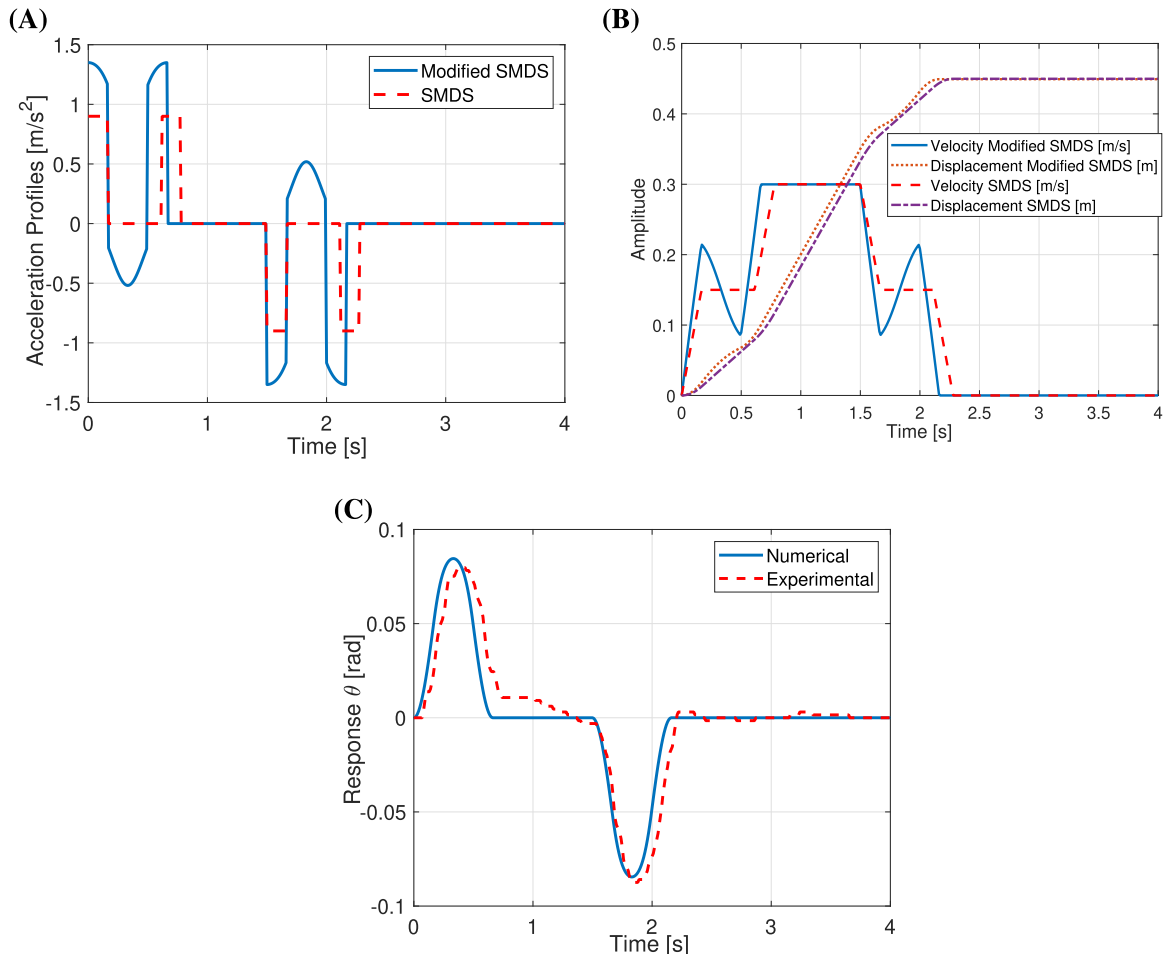 (A)
Acceleration Profiles [m/s²]
1.5
1
0.5
0
-0.5
-1
-1.5
Modified SMDS
SMDS
0 1 2 3 4
Time [s]
(B)
Amplitude
0.5
0.4
0.3
0.2
0.1
0
Velocity Modified SMDS [m/s]
Displacement Modified SMDS [m]
Velocity SMDS [m/s]
Displacement SMDS [m]
0 0.5 1 1.5 2 2.5 3 3.5 4
Time [s]
(C)
Response θ [rad]
0.1
0.05
0
-0.05
-0.1
Numerical
Experimental
0 1 2 3 4
Time [s]